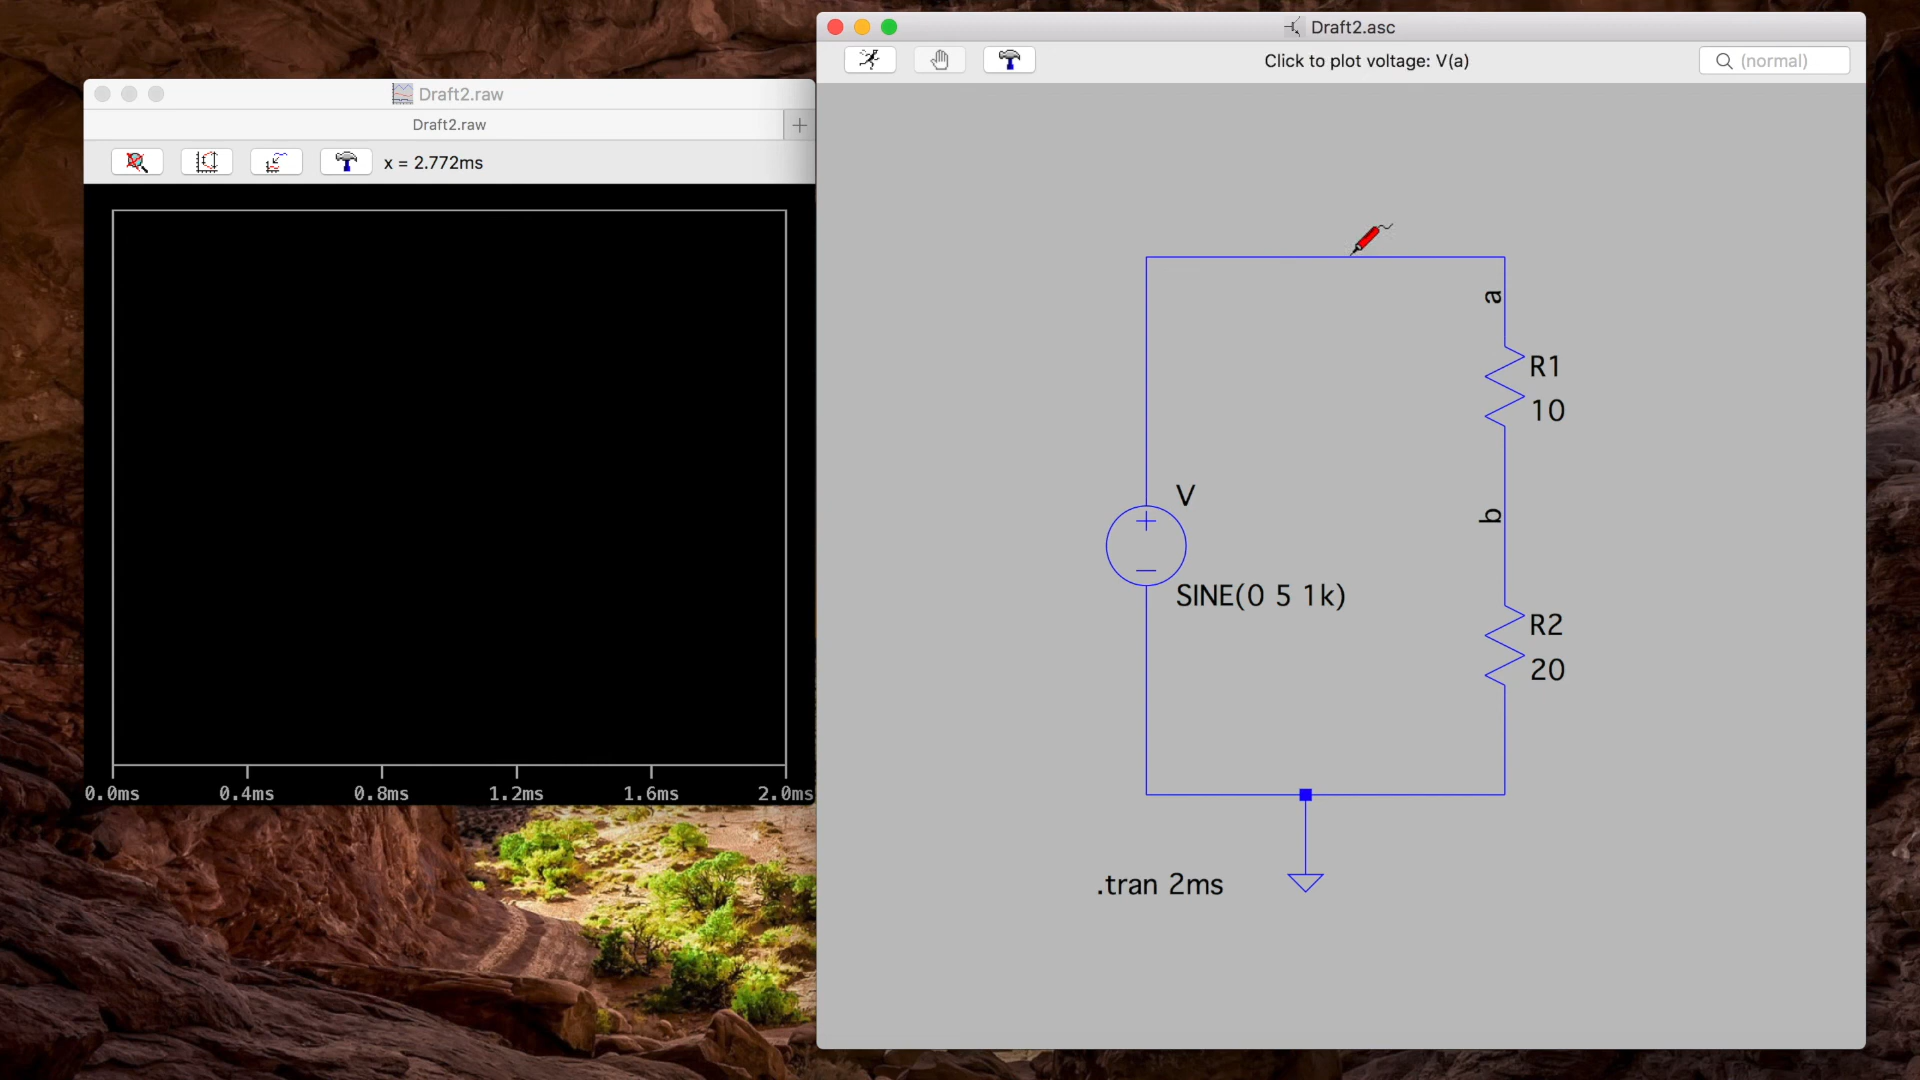 Draft2.raw
Draft2.raw
x = 2.772ms
0.0ms
0.4ms
0.8ms
1.2ms
1.6ms
2.0ms
Draft2.asc
Click to plot voltage: V(a)
(normal)
a
R1
10
V
b
SINE(0 5 1k)
R2
20
.tran 2ms